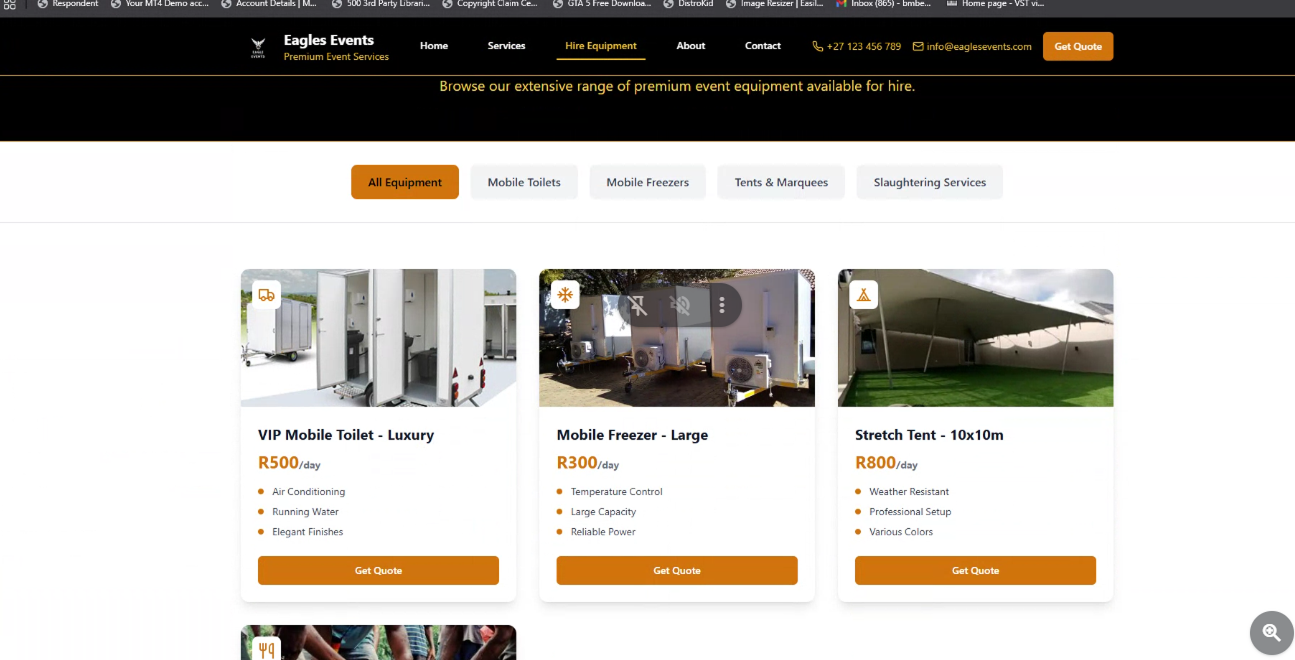 Respondent
Your MT4 Demo acc...
Account Details | M...
500 3rd Party Librari...
Copyright Claim Ce...
GTA 5 Free Downloa...
DistroKid
Image Resizer | Easil...
Inbox (865) - bmbe...
Home page - VST vi...
EAGLE
EVENTS
Eagles Events
Premium Event Services
Home
Services
Hire Equipment
About
Contact
+27 123 456 789
info@eaglesevents.com
Get Quote
Browse our extensive range of premium event equipment available for hire.
All Equipment
Mobile Toilets
Mobile Freezers
Tents & Marquees
Slaughtering Services
VIP Mobile Toilet - Luxury
R500/day
Air Conditioning
Running Water
Elegant Finishes
Get Quote
Mobile Freezer - Large
R300/day
Temperature Control
Large Capacity
Reliable Power
Get Quote
Stretch Tent - 10x10m
R800/day
Weather Resistant
Professional Setup
Various Colors
Get Quote